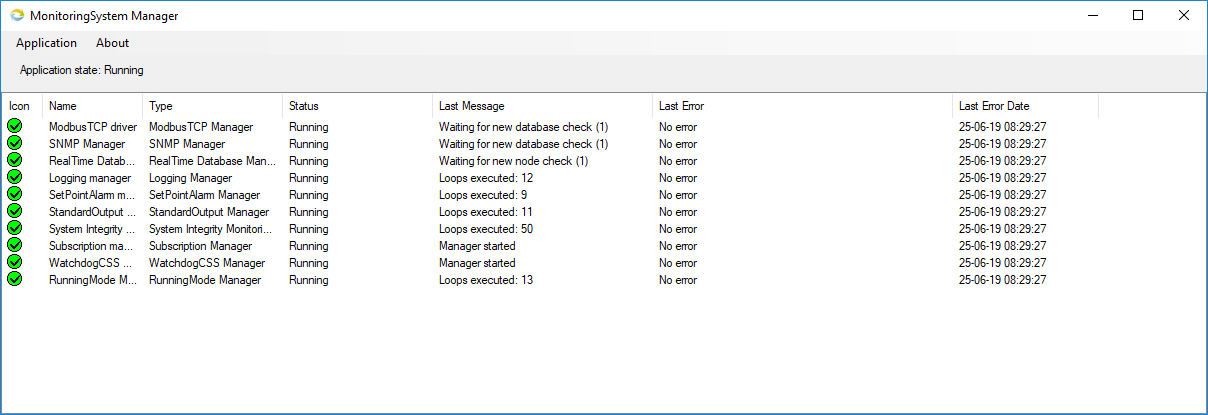 MonitoringSystem Manager
Application About
Application state: Running
Icon Name Type Status Last Message Last Error Last Error Date
ModbusTCP driver ModbusTCP Manager Running Waiting for new database check (1) No error 25-06-19 08:29:27
SNMP Manager SNMP Manager Running Waiting for new database check (1) No error 25-06-19 08:29:27
RealTime Datab... RealTime Database Man... Running Waiting for new node check (1) No error 25-06-19 08:29:27
Logging manager Logging Manager Running Loops executed: 12 No error 25-06-19 08:29:27
SetPointAlarm m... SetPointAlarm Manager Running Loops executed: 9 No error 25-06-19 08:29:27
StandardOutput ... StandardOutput Manager Running Loops executed: 11 No error 25-06-19 08:29:27
System Integrity ... System Integrity Monitori... Running Loops executed: 50 No error 25-06-19 08:29:27
Subscription ma... Subscription Manager Running Manager started No error 25-06-19 08:29:27
WatchdogCSS ... WatchdogCSS Manager Running Manager started No error 25-06-19 08:29:27
RunningMode M... RunningMode Manager Running Loops executed: 13 No error 25-06-19 08:29:27